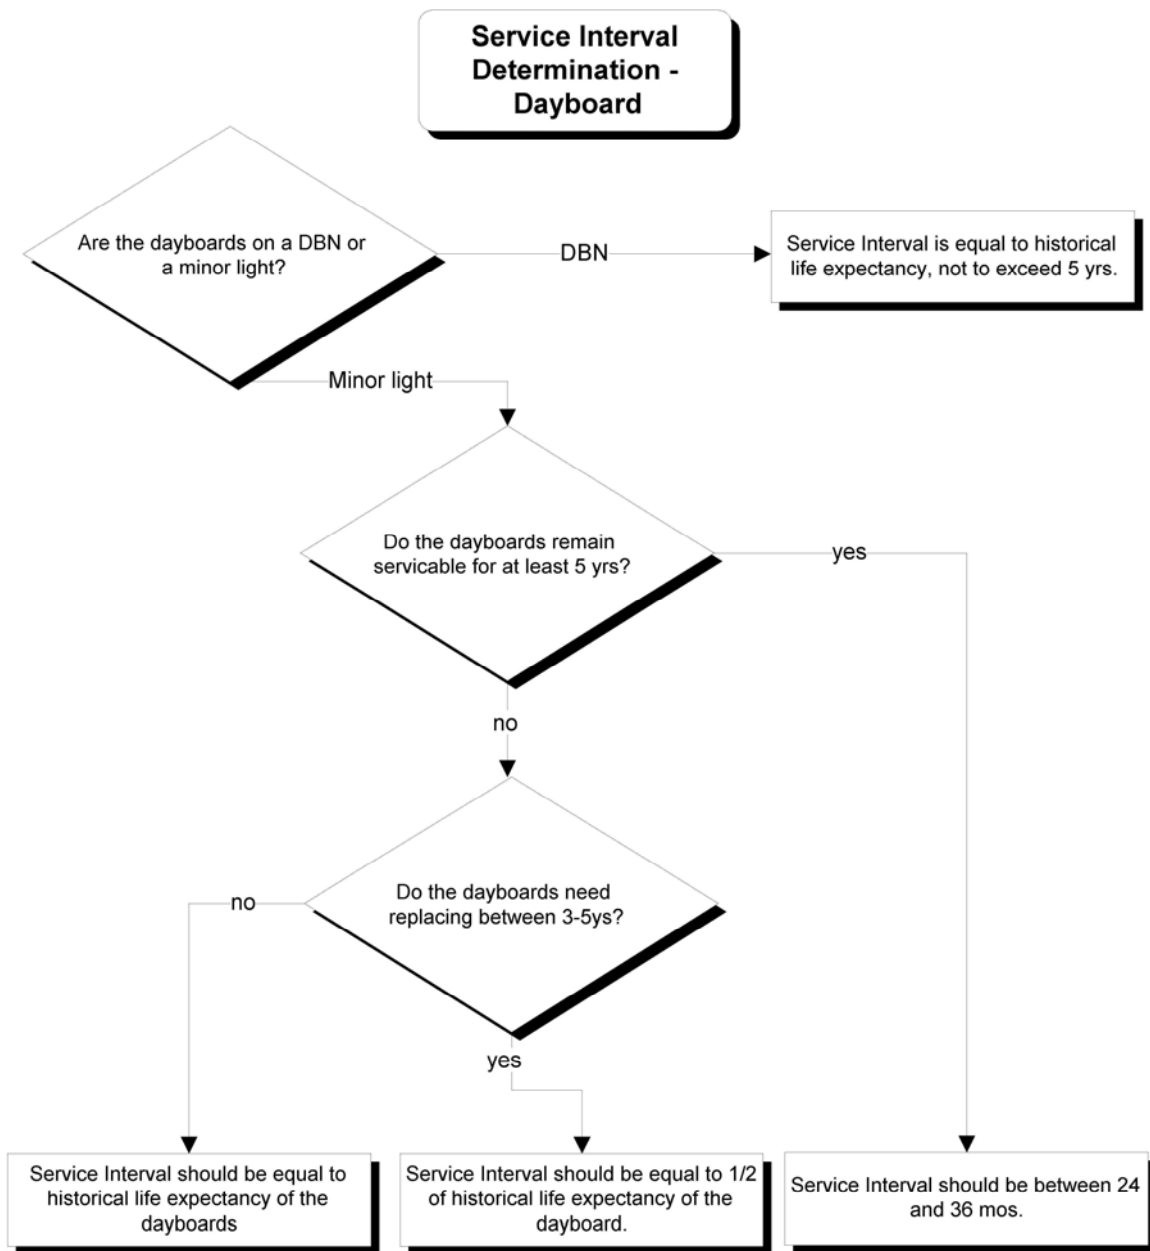 Service Interval
Determination -
Dayboard
Are the dayboards on a DBN or
a minor light?
DBN
Service Interval is equal to historical
life expectancy, not to exceed 5 yrs.
Minor light
Do the dayboards remain
servicable for at least 5 yrs?
yes
no
Do the dayboards need
replacing between 3-5ys?
no
yes
Service Interval should be equal to
historical life expectancy of the
dayboards
Service Interval should be equal to 1/2
of historical life expectancy of the
dayboard.
Service Interval should be between 24
and 36 mos.